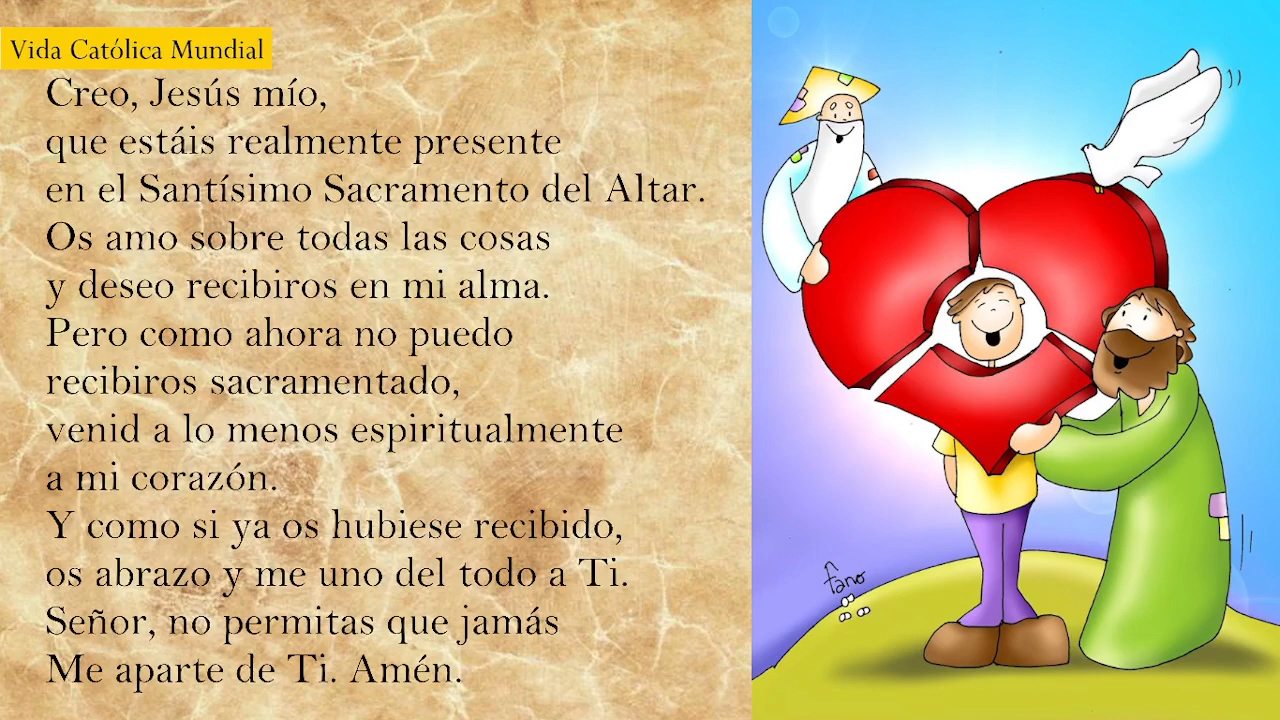 Vida Católica Mundial
Creo, Jesús mío,
que estáis realmente presente
en el Santísimo Sacramento del Altar.
Os amo sobre todas las cosas
y deseo recibiros en mi alma.
Pero como ahora no puedo
recibiros sacramentado,
venid a lo menos espiritualmente
a mi corazón.
Y como si ya os hubiese recibido,
os abrazo y me uno del todo a Ti.
Señor, no permitas que jamás
Me aparte de Ti. Amén.
fano